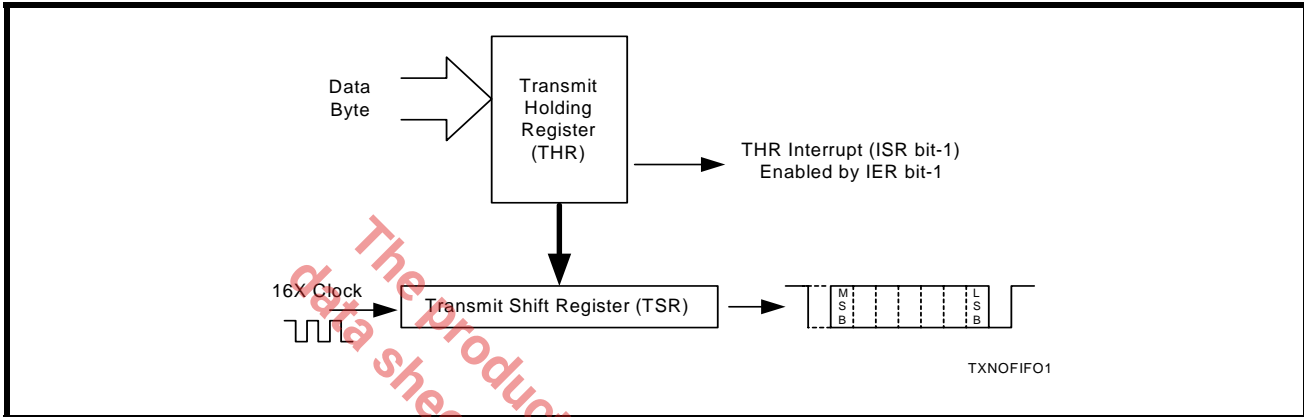 Data
Byte
Transmit
Holding
Register
(THR)
THR Interrupt (ISR bit-1)
Enabled by IER bit-1
16X Clock
Transmit Shift Register (TSR)
M
S
B
L
S
B
TXNOFIFO1
The product
data shee